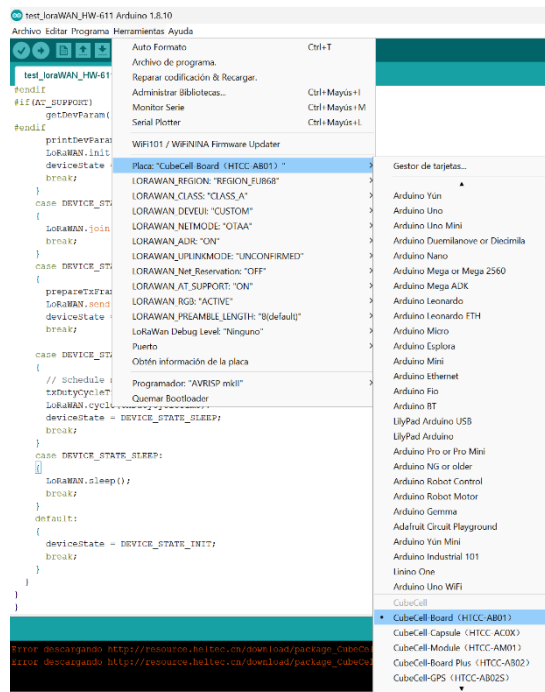 test_loraWAN_HW-611 Arduino 1.8.10
Archivo Editar Programa Herramientas Ayuda
test_loraWAN_HW-61
Auto Formato Ctrl+T
Archivo de programa.
Reparar codificación & Recargar.
Administrar Bibliotecas... Ctrl+Mayús+I
Monitor Serie Ctrl+Mayús+M
Serial Plotter Ctrl+Mayús+L
WiFi101 / WiFiNINA Firmware Updater
Placa: "CubeCell-Board（HTCC-AB01）"
LORAWAN_REGION: "REGION_EU868"
LORAWAN_CLASS: "CLASS_A"
LORAWAN_DEVEUI: "CUSTOM"
LORAWAN_NETMODE: "OTAA"
LORAWAN_ADR: "ON"
LORAWAN_UPLINKMODE: "UNCONFIRMED"
LORAWAN_Net_Reservation: "OFF"
LORAWAN_AT_SUPPORT: "ON"
LORAWAN_RGB: "ACTIVE"
LORAWAN_PREAMBLE_LENGTH: "8(default)"
LoRaWan Debug Level: "Ninguno"
Puerto
Obtén información de la placa
Programador: "AVRISP mkII"
Quemar Bootloader
Gestor de tarjetas...
Arduino Yún
Arduino Uno
Arduino Uno Mini
Arduino Duemilanove or Diecimila
Arduino Nano
Arduino Mega or Mega 2560
Arduino Mega ADK
Arduino Leonardo
Arduino Leonardo ETH
Arduino Micro
Arduino Esplora
Arduino Mini
Arduino Ethernet
Arduino Fio
Arduino BT
LilyPad Arduino USB
LilyPad Arduino
Arduino Pro or Pro Mini
Arduino NG or older
Arduino Robot Control
Arduino Robot Motor
Arduino Gemma
Adafruit Circuit Playground
Arduino Yún Mini
Arduino Industrial 101
Linino One
Arduino Uno WiFi
CubeCell
CubeCell-Board（HTCC-AB01）
CubeCell-Capsule（HTCC-AC0X）
CubeCell-Module（HTCC-AM01）
CubeCell-Board Plus（HTCC-AB02）
CubeCell-GPS（HTCC-AB02S）
#endif
#if(AT_SUPPORT)
getDevParam(
#endif
printDevPara
LoRaWAN.init
deviceState =
break;
}
case DEVICE_ST
{
LoRaWAN.join
break;
}
case DEVICE_ST
{
prepareTxFra
LoRaWAN.send
deviceState =
break;
}
case DEVICE_ST
{
// Schedule
txDutyCycleT
LoRaWAN.cycle
deviceState = DEVICE_STATE_SLEEP;
break;
}
case DEVICE_STATE_SLEEP:
{
LoRaWAN.sleep();
break;
}
default:
{
deviceState = DEVICE_STATE_INIT;
break;
}
}
}
}
Error descargando http://resource.heltec.cn/download/package_CubeCel
Error descargando http://resource.heltec.cn/download/package_CubeCel